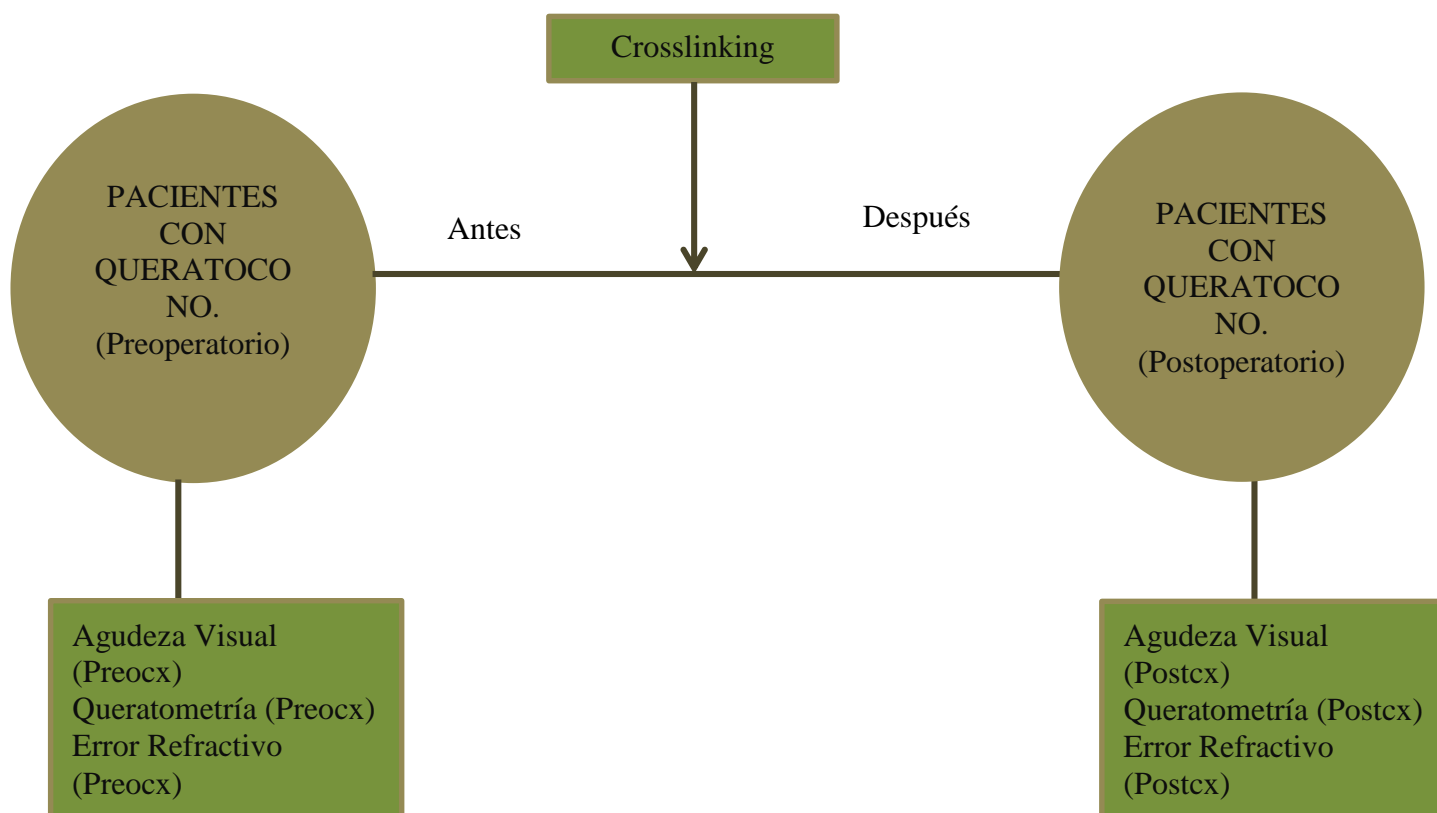 Crosslinking
PACIENTES
CON
QUERATOCO
NO.
(Preoperatorio)
Antes
Después
PACIENTES
CON
QUERATOCO
NO.
(Postoperatorio)
Agudeza Visual
(Preocx)
Queratometría (Preocx)
Error Refractivo
(Preocx)
Agudeza Visual
(Postcx)
Queratometría (Postcx)
Error Refractivo
(Postcx)